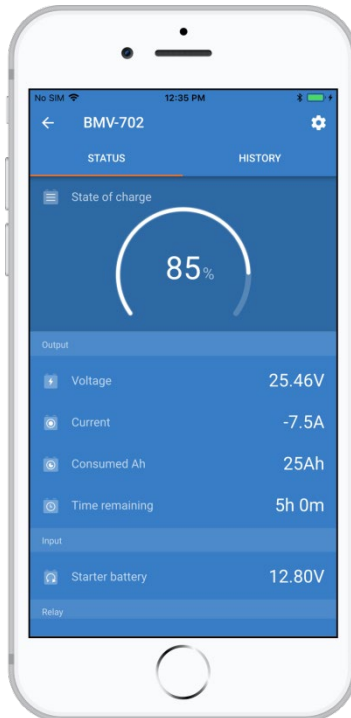 No SIM 12:35 PM
BMV-702
STATUS HISTORY
State of charge
85%
Output
Voltage 25.46V
Current -7.5A
Consumed Ah 25Ah
Time remaining 5h 0m
Input
Starter battery 12.80V
Relay